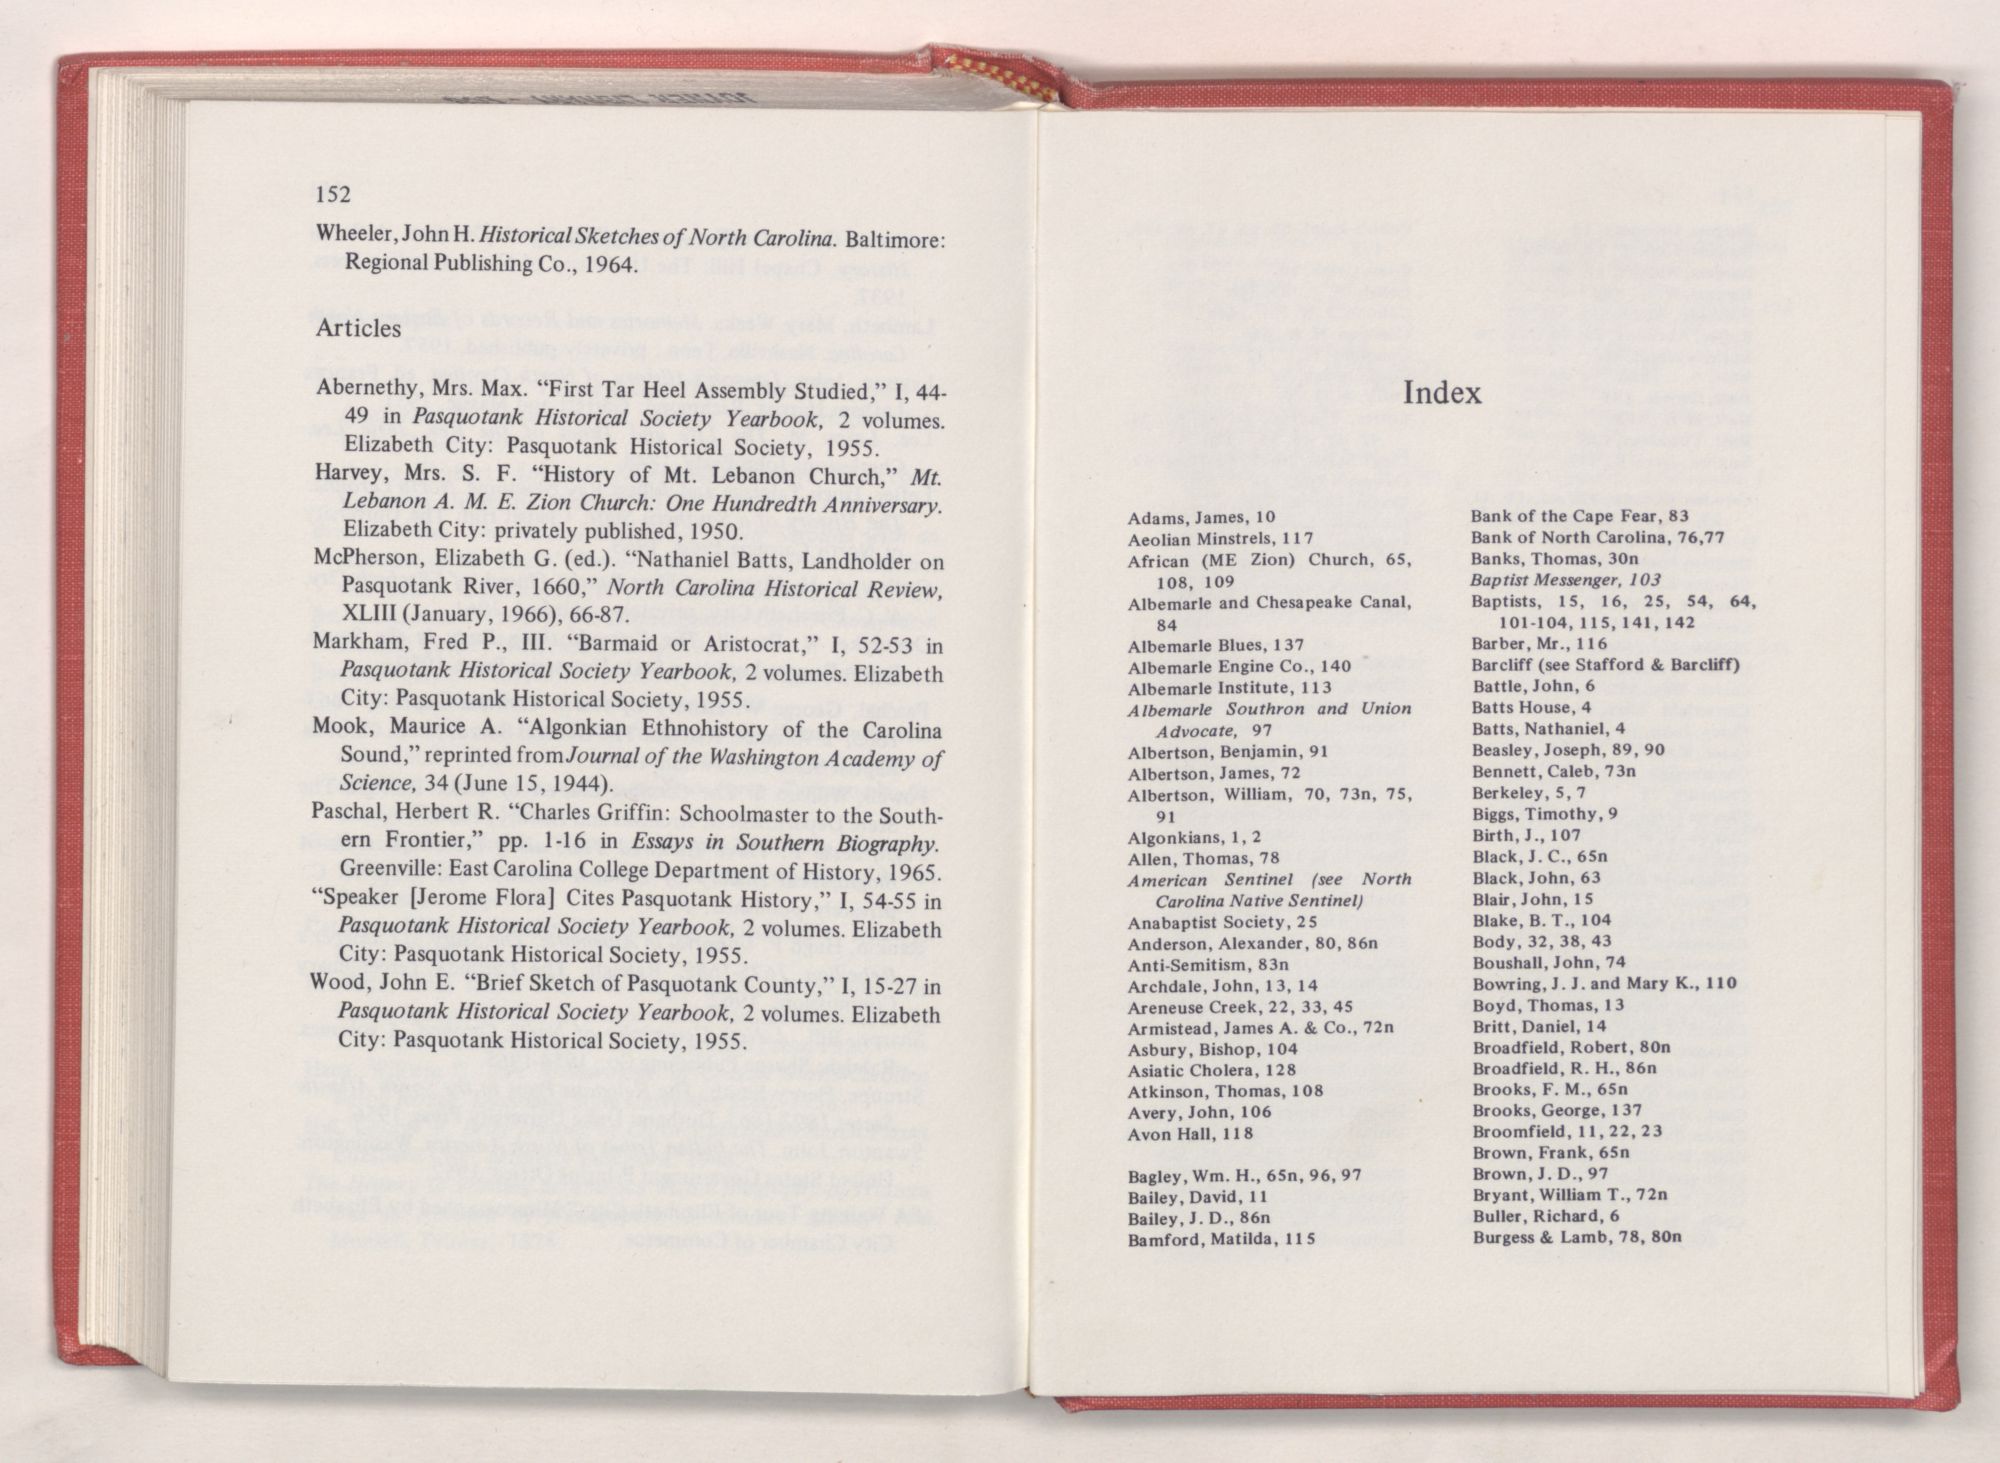 152
Wheeler, John H. Historical Sketches of North Carolina. Baltimore:
Regional Publishing Co., 1964.
Articles
Abernethy, Mrs. Max. “First Tar Heel Assembly Studied,” I, 44-
49 in Pasquotank Historical Society Yearbook, 2 volumes.
Elizabeth City: Pasquotank Historical Society, 1955.
Harvey, Mrs. S. F. “History of Mt. Lebanon Church,” Mt.
Lebanon A. M. E. Zion Church: One Hundredth Anniversary.
Elizabeth City: privately published, 1950.
McPherson, Elizabeth G. (ed.). “Nathaniel Batts, Landholder on
Pasquotank River, 1660,” North Carolina Historical Review,
XLIII (January, 1966), 66-87.
Markham, Fred P., III. “Barmaid or Aristocrat,” I, 52-53 in
Pasquotank Historical Society Yearbook, 2 volumes. Elizabeth
City: Pasquotank Historical Society, 1955.
Mook, Maurice A. “Algonkian Ethnohistory of the Carolina
Sound,” reprinted from Journal of the Washington Academy of
Science, 34 (June 15, 1944).
Paschal, Herbert R. “Charles Griffin: Schoolmaster to the South-
ern Frontier,” pp. 1-16 in Essays in Southern Biography.
Greenville: East Carolina College Department of History, 1965.
“Speaker [Jerome Flora] Cites Pasquotank History,” I, 54-55 in
Pasquotank Historical Society Yearbook, 2 volumes. Elizabeth
City: Pasquotank Historical Society, 1955.
Wood, John E. “Brief Sketch of Pasquotank County,” I, 15-27 in
Pasquotank Historical Society Yearbook, 2 volumes. Elizabeth
City: Pasquotank Historical Society, 1955.
Index
Adams, James, 10
Aeolian Minstrels, 117
African (ME Zion) Church, 65,
108, 109
Albemarle and Chesapeake Canal,
84
Albemarle Blues, 137
Albemarle Engine Co., 140
Albemarle Institute, 113
Albemarle Southron and Union
Advocate, 97
Albertson, Benjamin, 91
Albertson, James, 72
Albertson, William, 70, 73n, 75,
91
Algonkians, 1, 2
Allen, Thomas, 78
American Sentinel (see North
Carolina Native Sentinel)
Anabaptist Society, 25
Anderson, Alexander, 80, 86n
Anti-Semitism, 83n
Archdale, John, 13, 14
Areneuse Creek, 22, 33, 45
Armistead, James A. & Co., 72n
Asbury, Bishop, 104
Asiatic Cholera, 128
Atkinson, Thomas, 108
Avery, John, 106
Avon Hall, 118
Bagley, Wm. H., 65n, 96, 97
Bailey, David, 11
Bailey, J. D., 86n
Bamford, Matilda, 115
Bank of the Cape Fear, 83
Bank of North Carolina, 76,77
Banks, Thomas, 30n
Baptist Messenger, 103
Baptists, 15, 16, 25, 54, 64,
101-104, 115, 141, 142
Barber, Mr., 116
Barcliff (see Stafford & Barcliff)
Battle, John, 6
Batts House, 4
Batts, Nathaniel, 4
Beasley, Joseph, 89, 90
Bennett, Caleb, 73n
Berkeley, 5, 7
Biggs, Timothy, 9
Birth, J., 107
Black, J. C., 65n
Black, John, 63
Blair, John, 15
Blake, B. T., 104
Body, 32, 38, 43
Boushall, John, 74
Bowring, J. J. and Mary K., 110
Boyd, Thomas, 13
Britt, Daniel, 14
Broadfield, Robert, 80n
Broadfield, R. H., 86n
Brooks, F. M., 65n
Brooks, George, 137
Broomfield, 11, 22, 23
Brown, Frank, 65n
Brown, J. D., 97
Bryant, William T., 72n
Buller, Richard, 6
Burgess & Lamb, 78, 80n